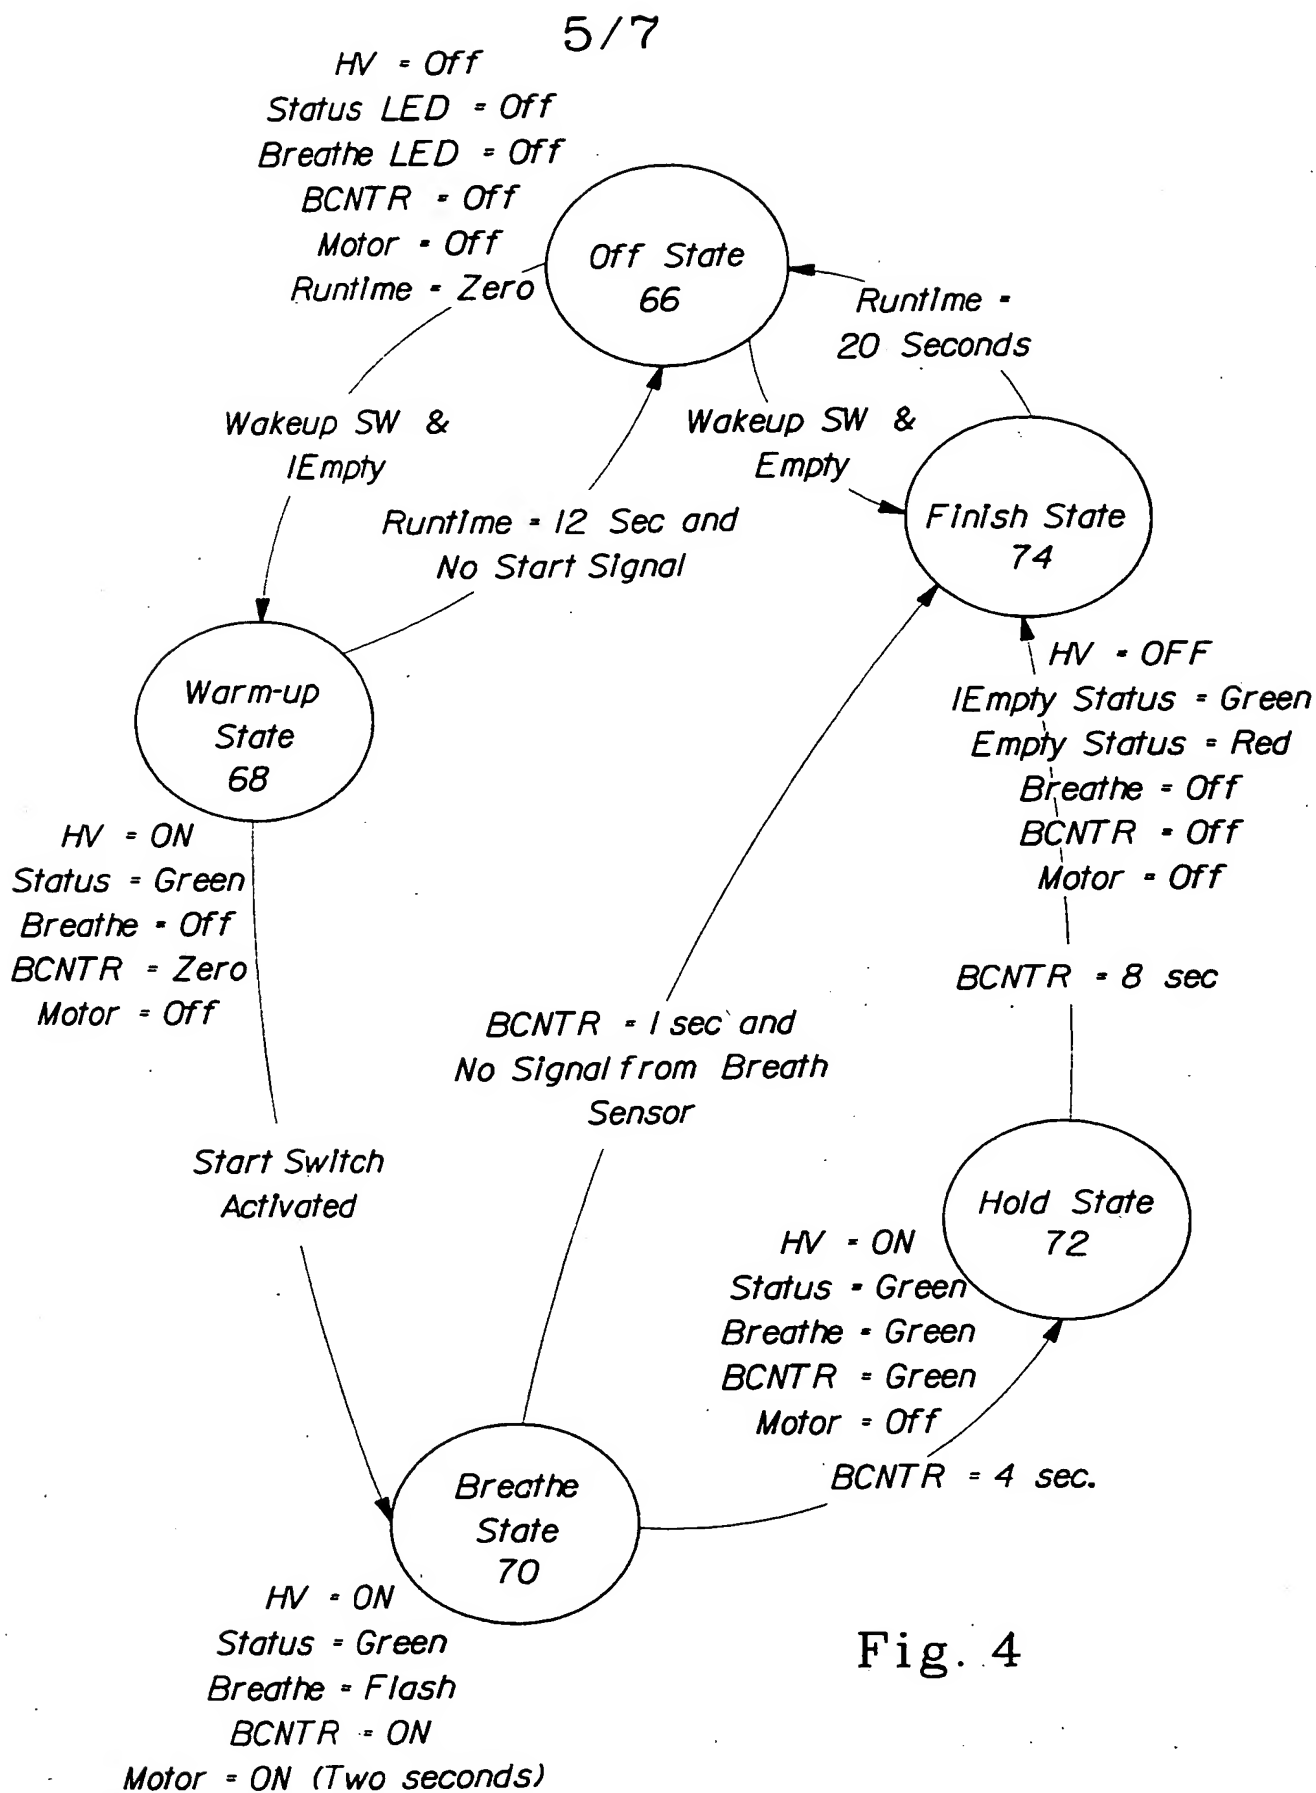 5/7
HV = Off
Status LED = Off
Breathe LED = Off
BCNTR = Off
Motor = Off
Runtime = Zero
Off State
66
Runtime =
20 Seconds
Wakeup SW &
!Empty
Wakeup SW &
Empty
Runtime = 12 Sec and
No Start Signal
Finish State
74
HV = OFF
!Empty Status = Green
Empty Status = Red
Breathe = Off
BCNTR = Off
Motor = Off
Warm-up
State
68
HV = ON
Status = Green
Breathe = Off
BCNTR = Zero
Motor = Off
BCNTR = 8 sec
BCNTR = 1 sec and
No Signal from Breath
Sensor
Start Switch
Activated
Hold State
72
HV = ON
Status = Green
Breathe = Green
BCNTR = Green
Motor = Off
BCNTR = 4 sec.
Breathe
State
70
HV = ON
Status = Green
Breathe = Flash
BCNTR = ON
Motor = ON (Two seconds)
Fig. 4